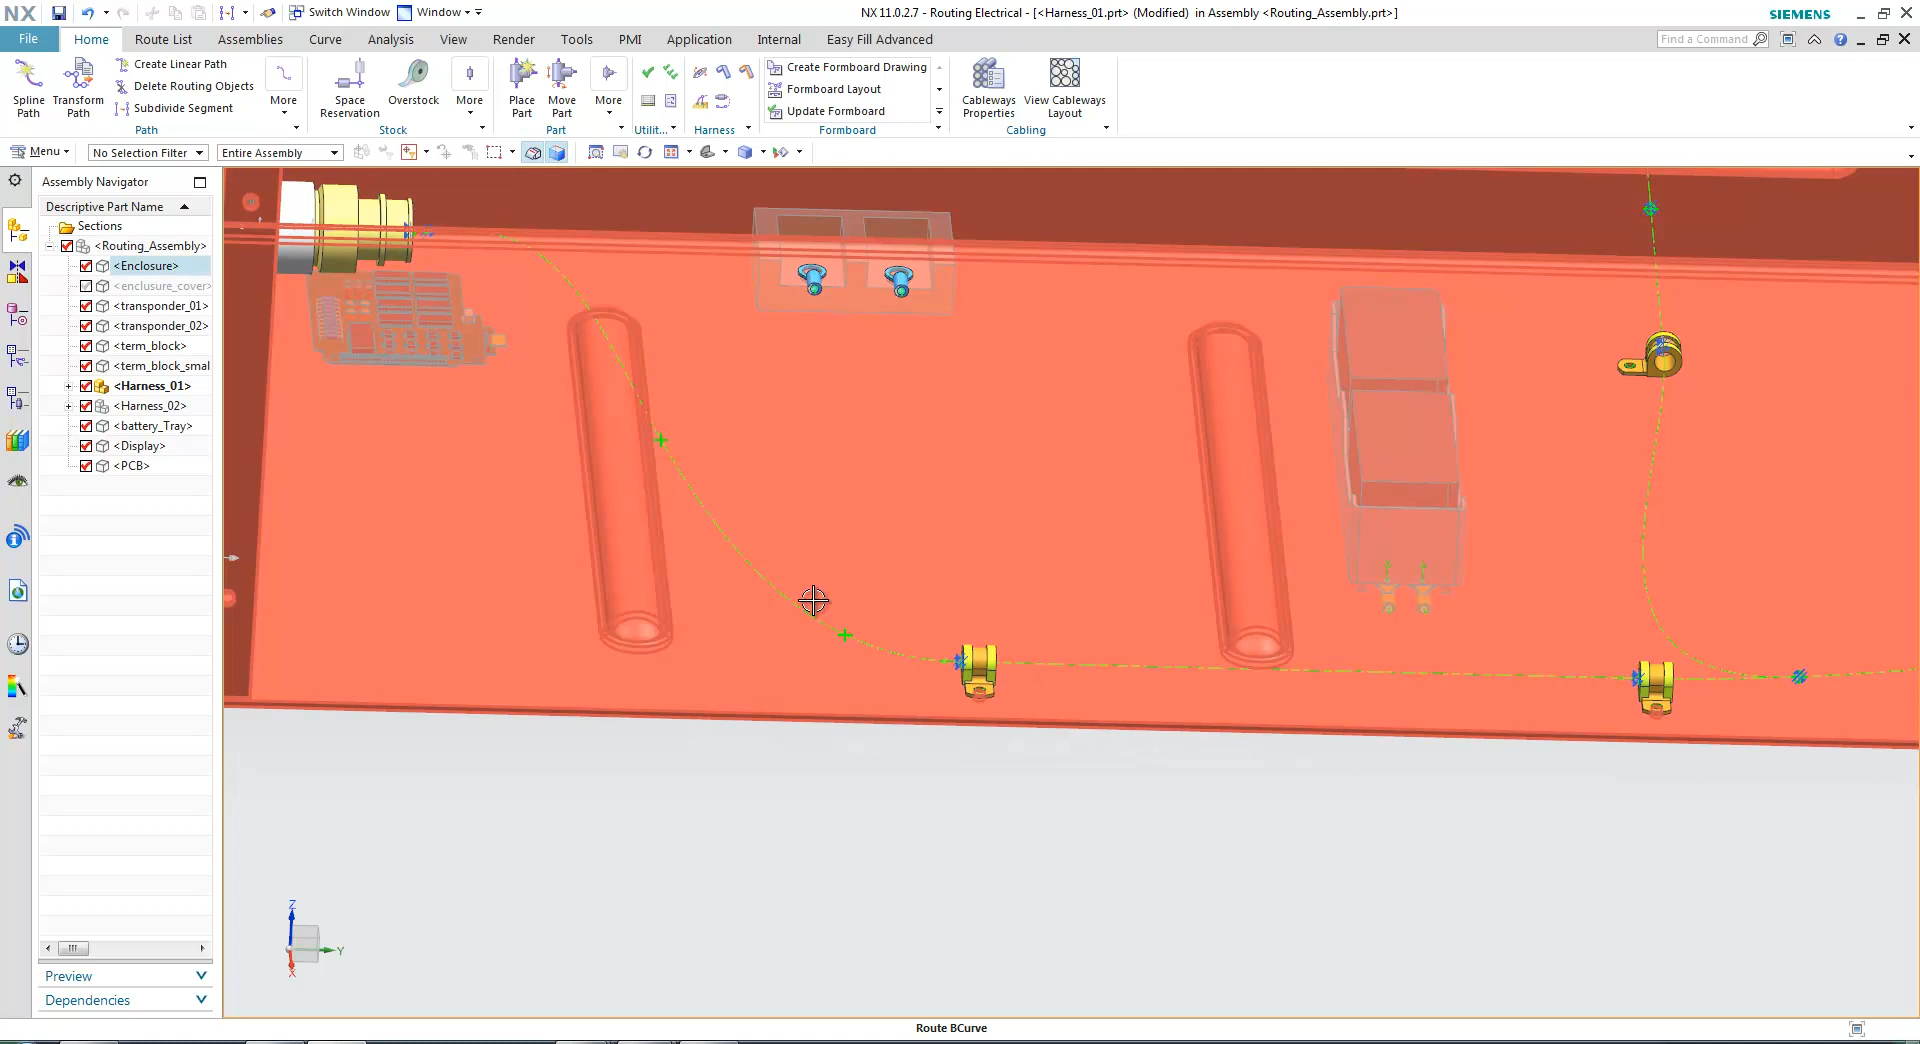 NX
Switch Window
Window
NX 11.0.2.7 - Routing Electrical - [<Harness_01.prt> (Modified)  in Assembly <Routing_Assembly.prt>]
SIEMENS
File
Home
Route List
Assemblies
Curve
Analysis
View
Render
Tools
PMI
Application
Internal
Easy Fill Advanced
Find a Command
Spline Path
Transform Path
Create Linear Path
Delete Routing Objects
Subdivide Segment
More
Path
Space Reservation
Overstock
More
Stock
Place Part
Move Part
More
Part
Utilit...
Harness
Create Formboard Drawing
Formboard Layout
Update Formboard
Formboard
Cableways Properties
View Cableways Layout
Cabling
Menu
No Selection Filter
Entire Assembly
Assembly Navigator
Descriptive Part Name
Sections
<Routing_Assembly>
<Enclosure>
<enclusure_cover>
<transponder_01>
<transponder_02>
<term_block>
<term_block_smal
<Harness_01>
<Harness_02>
<battery_Tray>
<Display>
<PCB>
Preview
Dependencies
Z
Y
X
Route BCurve